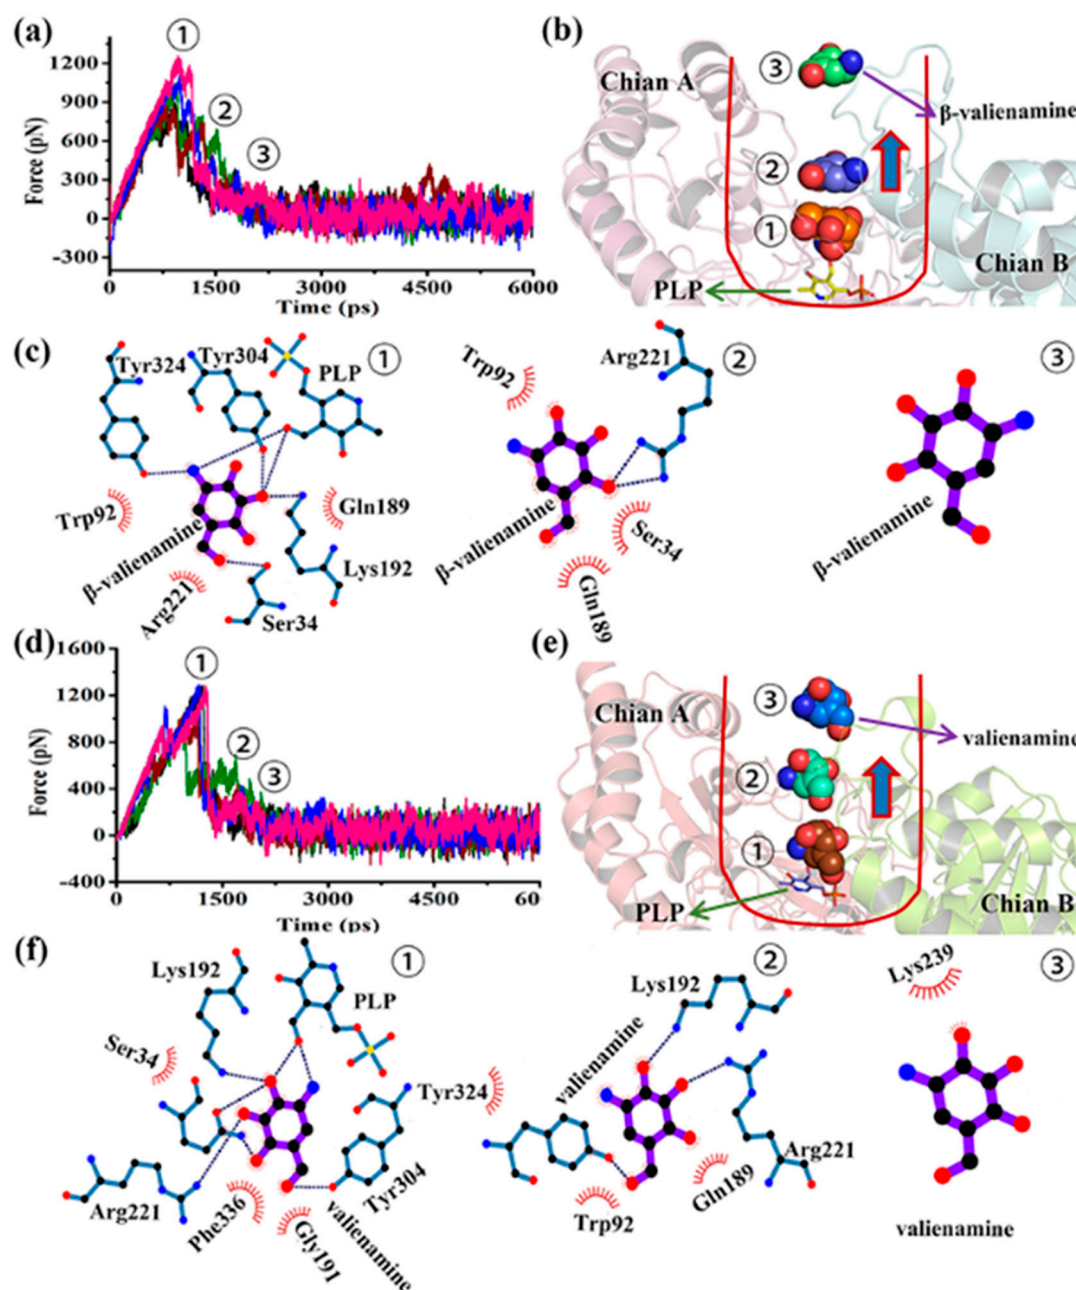 (a)
①
②
③
1200
900
600
300
0
-300
Force (pN)
0 1500 3000 4500 6000
Time (ps)
(b)
③
②
①
Chian A
β-valienamine
PLP
Chian B
(c)
①
Tyr324
Tyr304
PLP
Trp92
Gln189
β-valienamine
Lys192
Arg221
Ser34
②
Trp92
Arg221
β-valienamine
Ser34
Gln189
③
β-valienamine
(d)
①
②
③
1600
1200
800
400
0
-400
Force (pN)
0 1500 3000 4500 60
Time (ps)
(e)
③
②
①
Chian A
valienamine
PLP
Chian B
(f)
①
Lys192
PLP
Ser34
Tyr324
Arg221
Phe336
Gly191
Tyr304
valienamine
②
Lys192
valienamine
Arg221
Gln189
Trp92
③
Lys239
valienamine